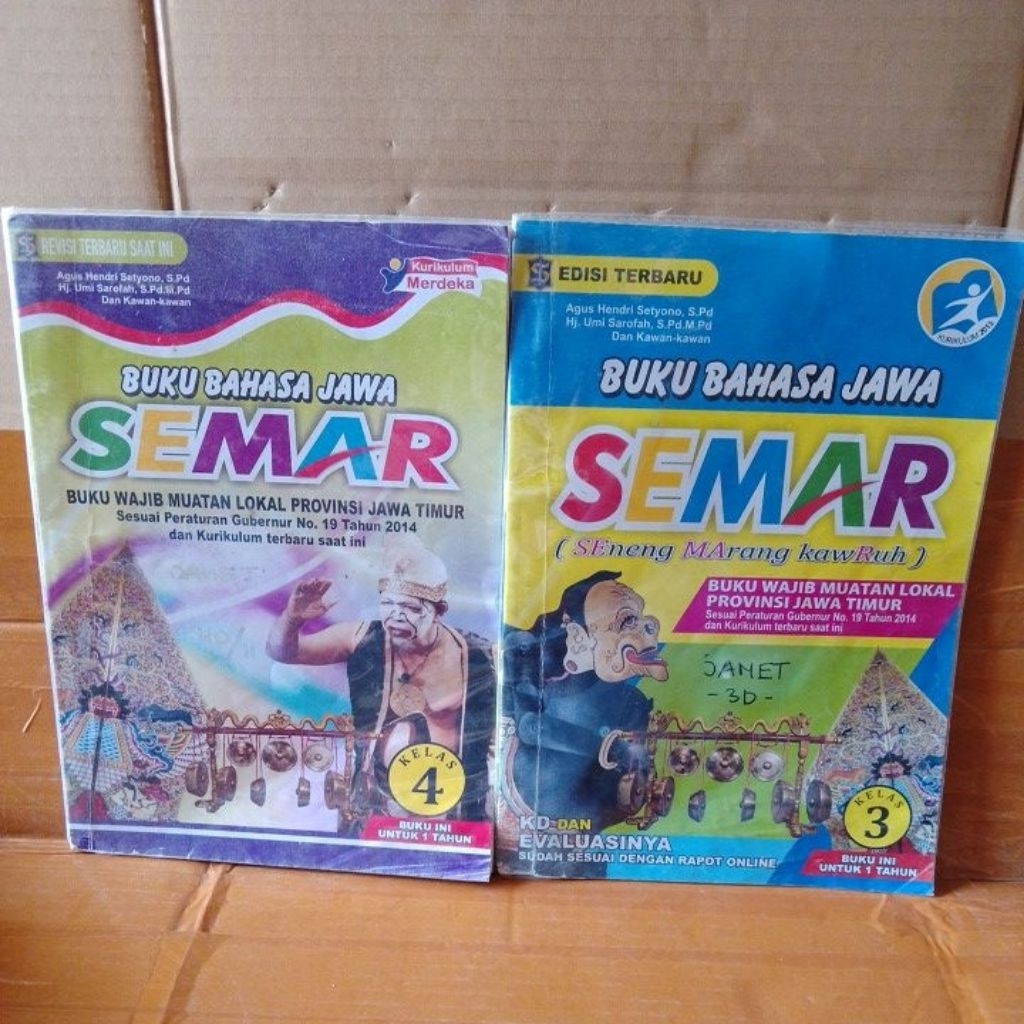 REVISI TERBARU SAAT INI
Agus Hendri Setyono, S.Pd
Hj. Umi Sarofah, S.Pd.M.Pd
Dan Kawan-kawan
Kurikulum
Merdeka
BUKU BAHASA JAWA
SEMAR
BUKU WAJIB MUATAN LOKAL PROVINSI JAWA TIMUR
Sesuai Peraturan Gubernur No. 19 Tahun 2014
dan Kurikulum terbaru saat ini
KELAS
4
BUKU INI
UNTUK 1 TAHUN
EDISI TERBARU
Agus Hendri Setyono, S.Pd
Hj. Umi Sarofah, S.Pd.M.Pd
Dan Kawan-kawan
KURIKULUM 2013
BUKU BAHASA JAWA
SEMAR
( SEneng MArang kawRuh )
BUKU WAJIB MUATAN LOKAL
PROVINSI JAWA TIMUR
Sesuai Peraturan Gubernur No. 19 Tahun 2014
dan Kurikulum terbaru saat ini
JAMET
- 3D -
KD DAN
EVALUASINYA
SUDAH SESUAI DENGAN RAPOT ONLINE
KELAS
3
BUKU INI
UNTUK 1 TAHUN